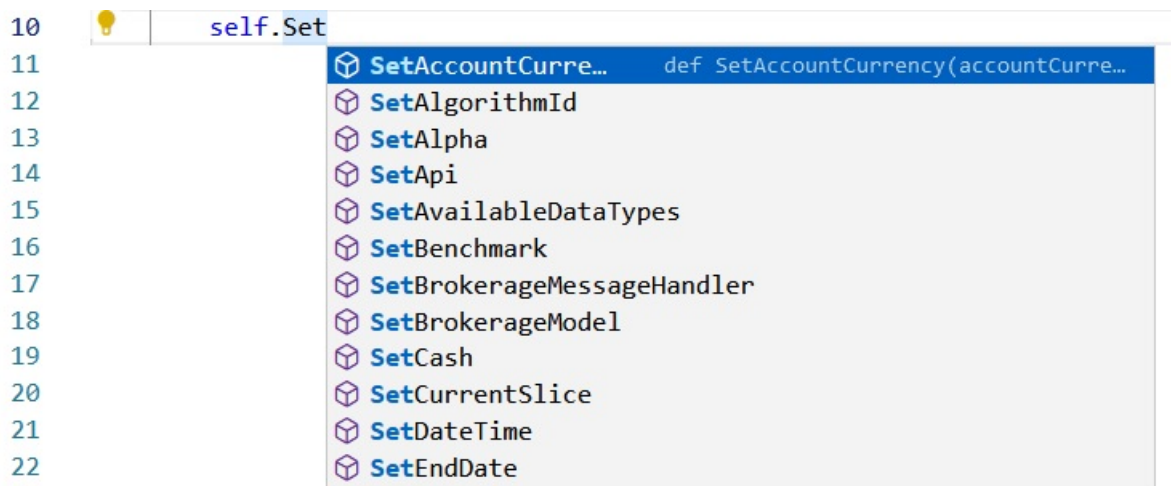 10 self.Set
11 SetAccountCurre… def SetAccountCurrency(accountCurre…
12 SetAlgorithmId
13 SetAlpha
14 SetApi
15 SetAvailableDataTypes
16 SetBenchmark
17 SetBrokerageMessageHandler
18 SetBrokerageModel
19 SetCash
20 SetCurrentSlice
21 SetDateTime
22 SetEndDate